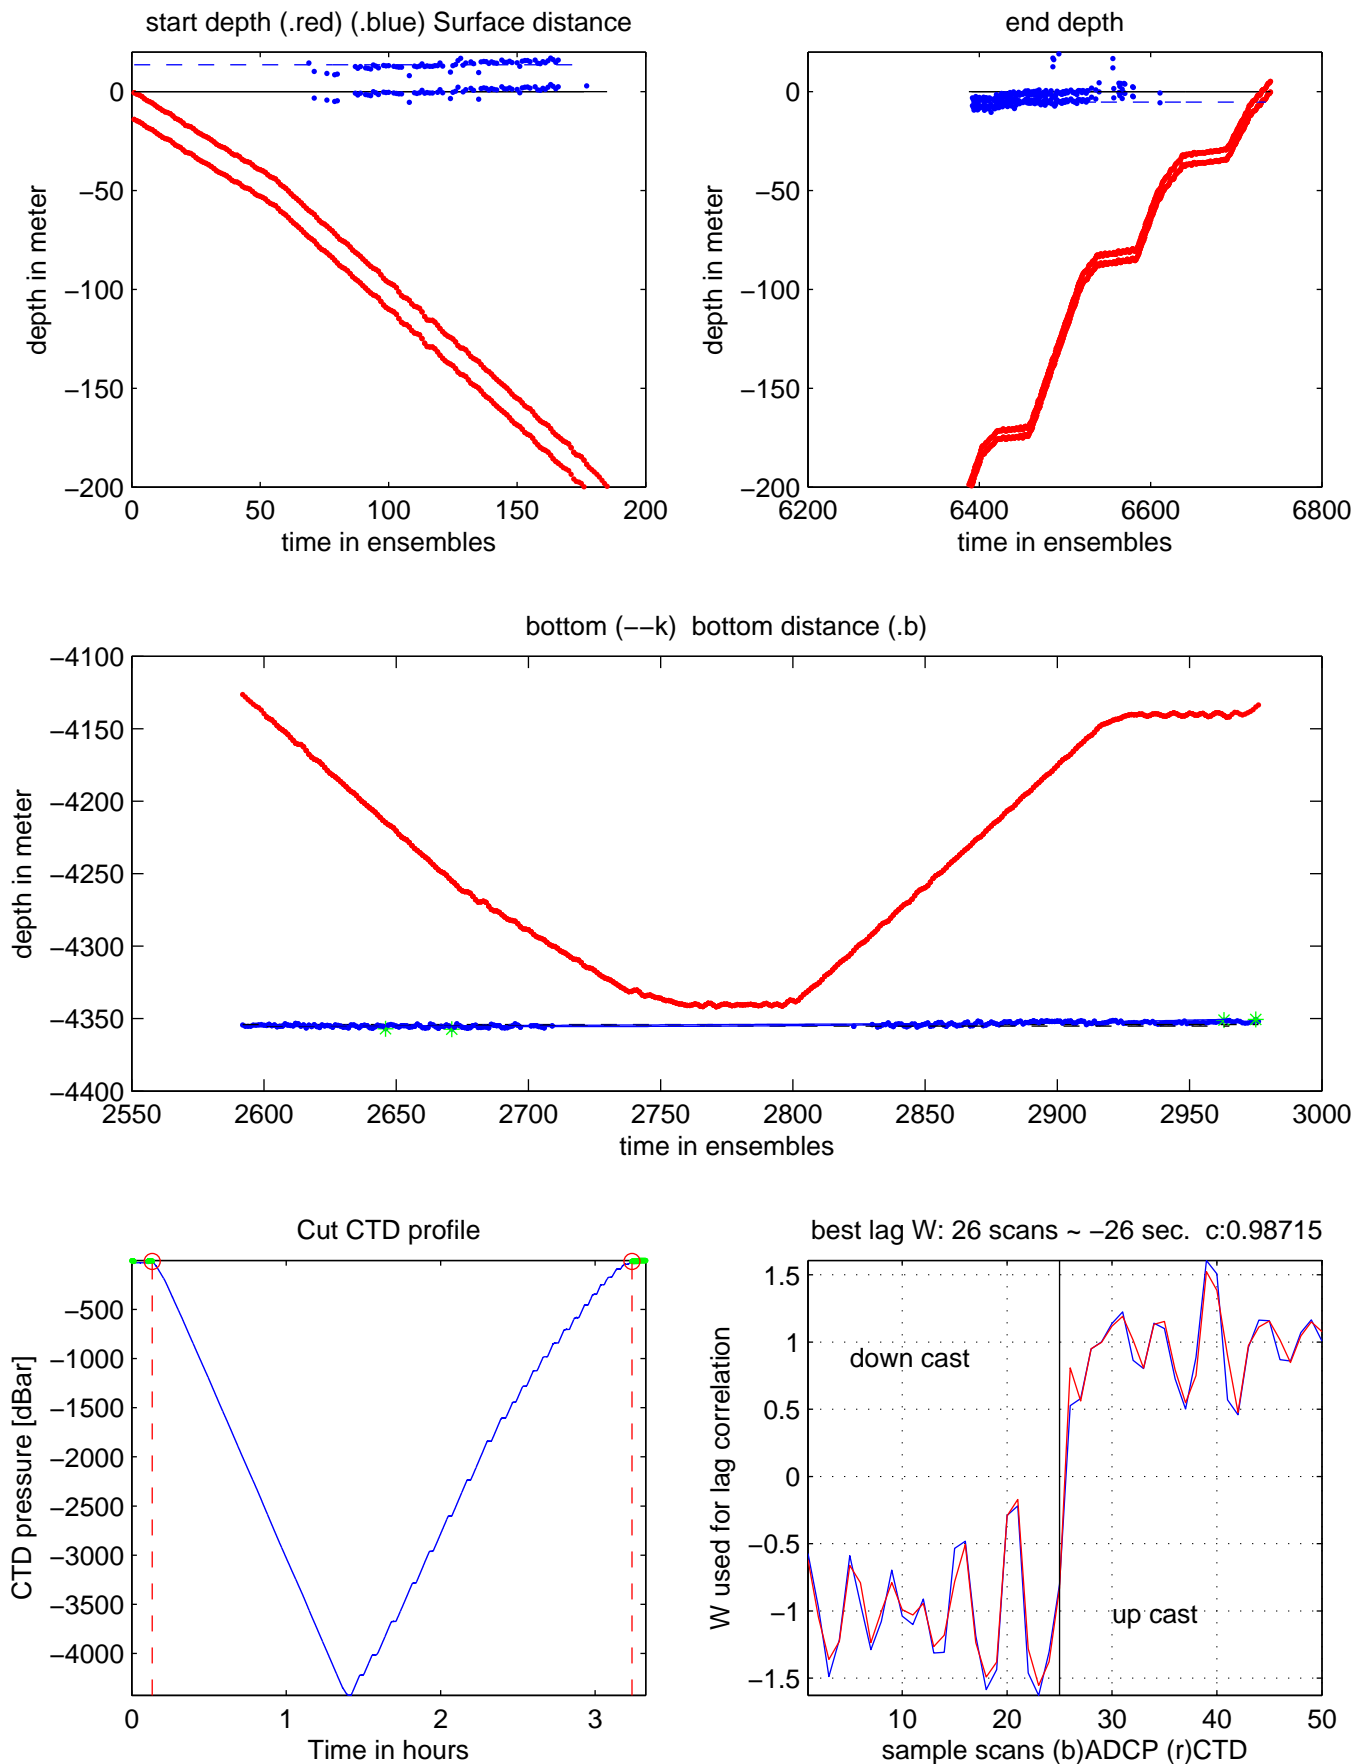 start depth (.red) (.blue) Surface distance
0
−50
−100
−150
−200
depth in meter
0 50 100 150 200
time in ensembles
end depth
0
−50
−100
−150
−200
depth in meter
6200 6400 6600 6800
time in ensembles
bottom (−−k)  bottom distance (.b)
−4100
−4150
−4200
−4250
−4300
−4350
−4400
depth in meter
2550 2600 2650 2700 2750 2800 2850 2900 2950 3000
time in ensembles
Cut CTD profile
−500
−1000
−1500
−2000
−2500
−3000
−3500
−4000
CTD pressure [dBar]
0 1 2 3
Time in hours
best lag W: 26 scans ~ −26 sec.  c:0.98715
1.5
1
0.5
0
−0.5
−1
−1.5
W used for lag correlation
down cast
up cast
10 20 30 40 50
sample scans (b)ADCP (r)CTD